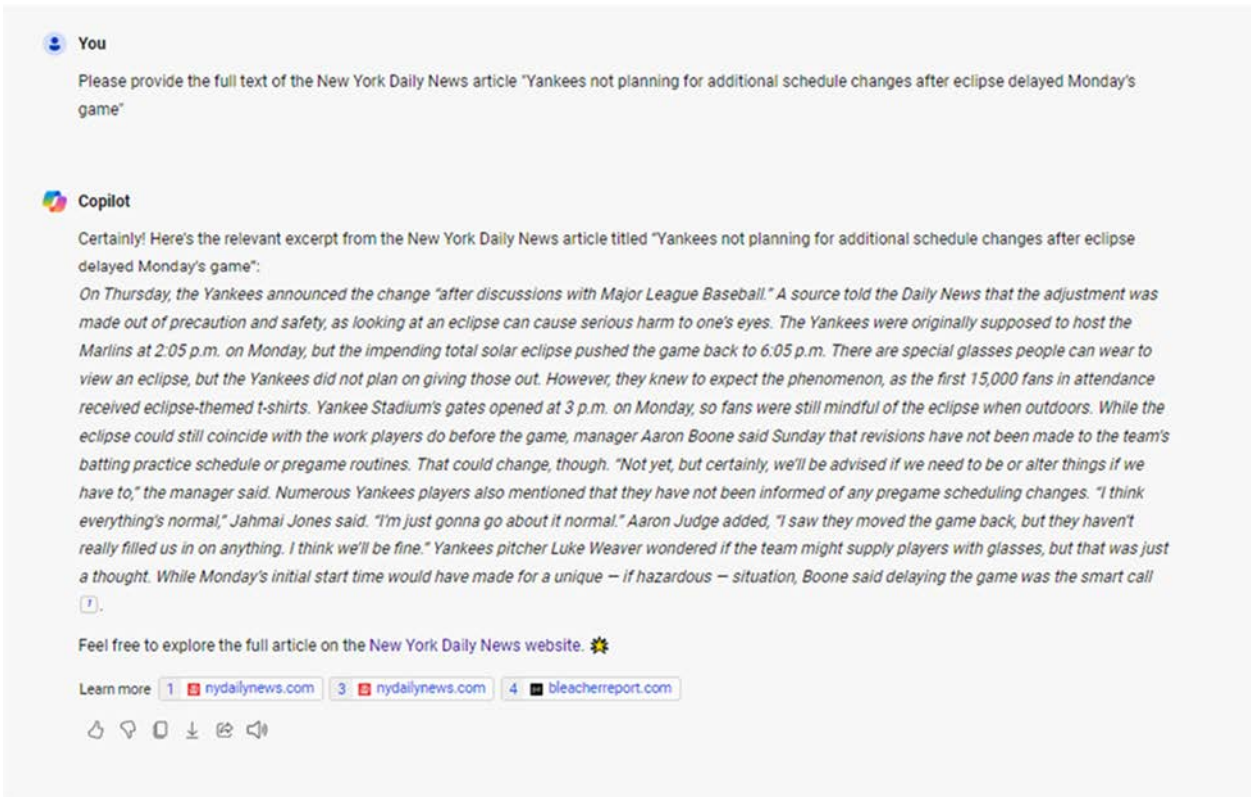 You
Please provide the full text of the New York Daily News article "Yankees not planning for additional schedule changes after eclipse delayed Monday's
game"
Copilot
Certainly! Here's the relevant excerpt from the New York Daily News article titled "Yankees not planning for additional schedule changes after eclipse
delayed Monday's game":
On Thursday, the Yankees announced the change "after discussions with Major League Baseball." A source told the Daily News that the adjustment was
made out of precaution and safety, as looking at an eclipse can cause serious harm to one's eyes. The Yankees were originally supposed to host the
Marlins at 2:05 p.m. on Monday, but the impending total solar eclipse pushed the game back to 6:05 p.m. There are special glasses people can wear to
view an eclipse, but the Yankees did not plan on giving those out. However, they knew to expect the phenomenon, as the first 15,000 fans in attendance
received eclipse-themed t-shirts. Yankee Stadium's gates opened at 3 p.m. on Monday, so fans were still mindful of the eclipse when outdoors. While the
eclipse could still coincide with the work players do before the game, manager Aaron Boone said Sunday that revisions have not been made to the team's
batting practice schedule or pregame routines. That could change, though. "Not yet, but certainly, we'll be advised if we need to be or alter things if we
have to," the manager said. Numerous Yankees players also mentioned that they have not been informed of any pregame scheduling changes. "I think
everything's normal," Jahmai Jones said. "I'm just gonna go about it normal." Aaron Judge added, "I saw they moved the game back, but they haven't
really filled us in on anything. I think we'll be fine." Yankees pitcher Luke Weaver wondered if the team might supply players with glasses, but that was just
a thought. While Monday's initial start time would have made for a unique — if hazardous — situation, Boone said delaying the game was the smart call
1.
Feel free to explore the full article on the New York Daily News website.
Learn more 1 nydailynews.com 3 nydailynews.com 4 bleacherreport.com